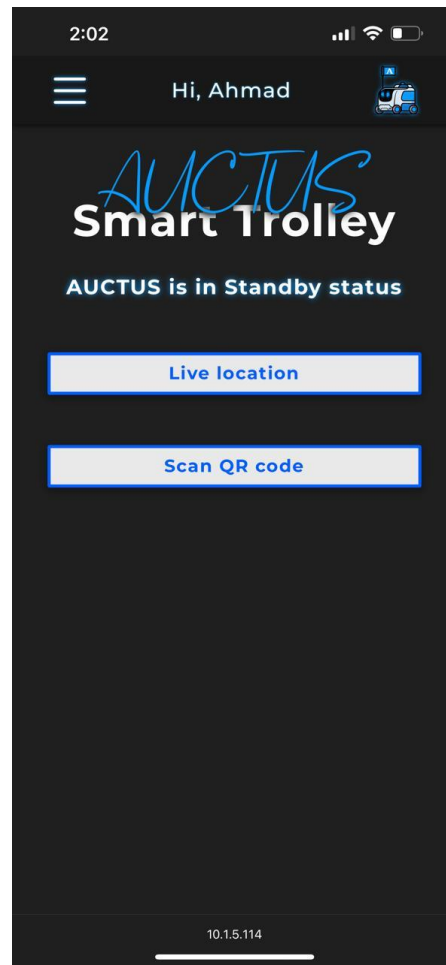 2:02
Hi, Ahmad
AUCTUS
Smart Trolley
AUCTUS is in Standby status
Live location
Scan QR code
10.1.5.114